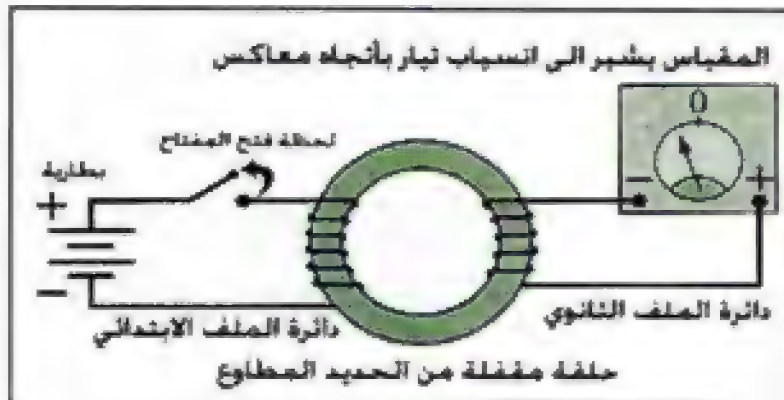 المقياس يشير الى انسياب تيار بأتجاه معاكس
0
لحظة فتح المفتاح
بطارية
+
−
− +
دائرة الملف الثانوي
دائرة الملف الابتدائي
حلقة مقفلة من الحديد المطاوع